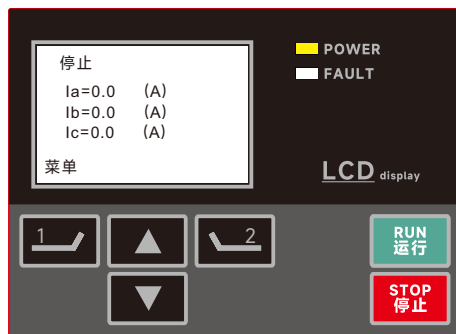 停止
Ia=0.0 (A)
Ib=0.0 (A)
Ic=0.0 (A)
菜单
POWER
FAULT
LCD display
1
2
RUN
运行
STOP
停止